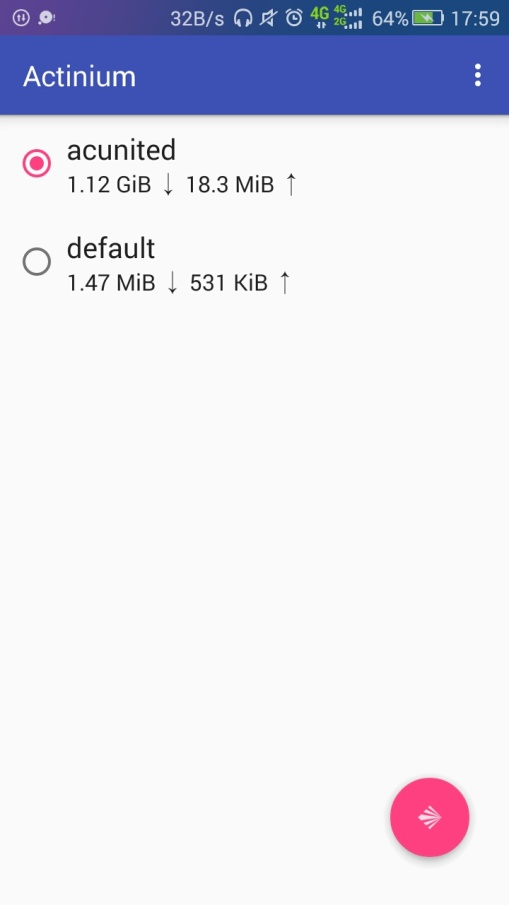 32B/s 4G 4G 2G 64% 17:59
Actinium
acunited
1.12 GiB ↓ 18.3 MiB ↑
default
1.47 MiB ↓ 531 KiB ↑